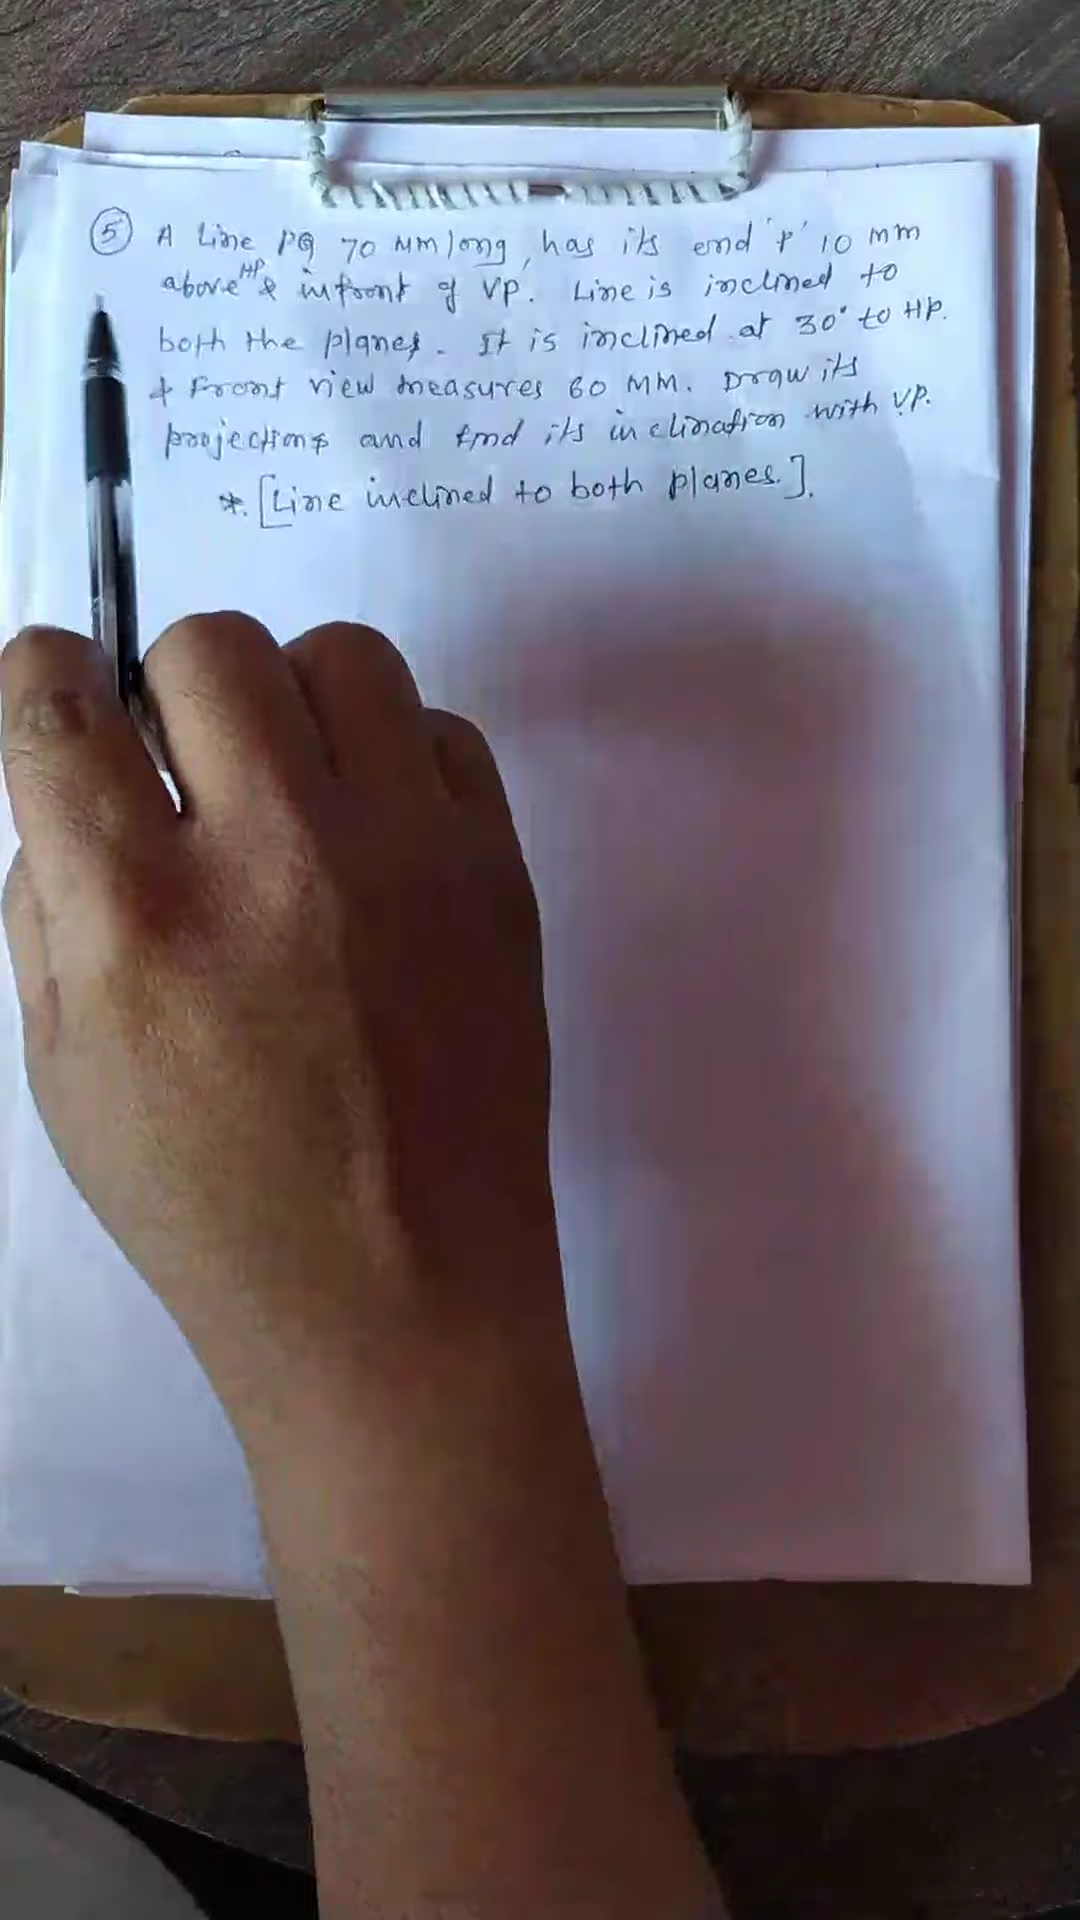 5 A Line PQ 70 MM long, has its end 'P' 10 mm
above HP & infront of VP. Line is inclined to
both the planes. It is inclined at 30° to HP.
& Front view measures 60 MM. Draw its
projections and find its inclination with VP.
*. [Line inclined to both planes.].